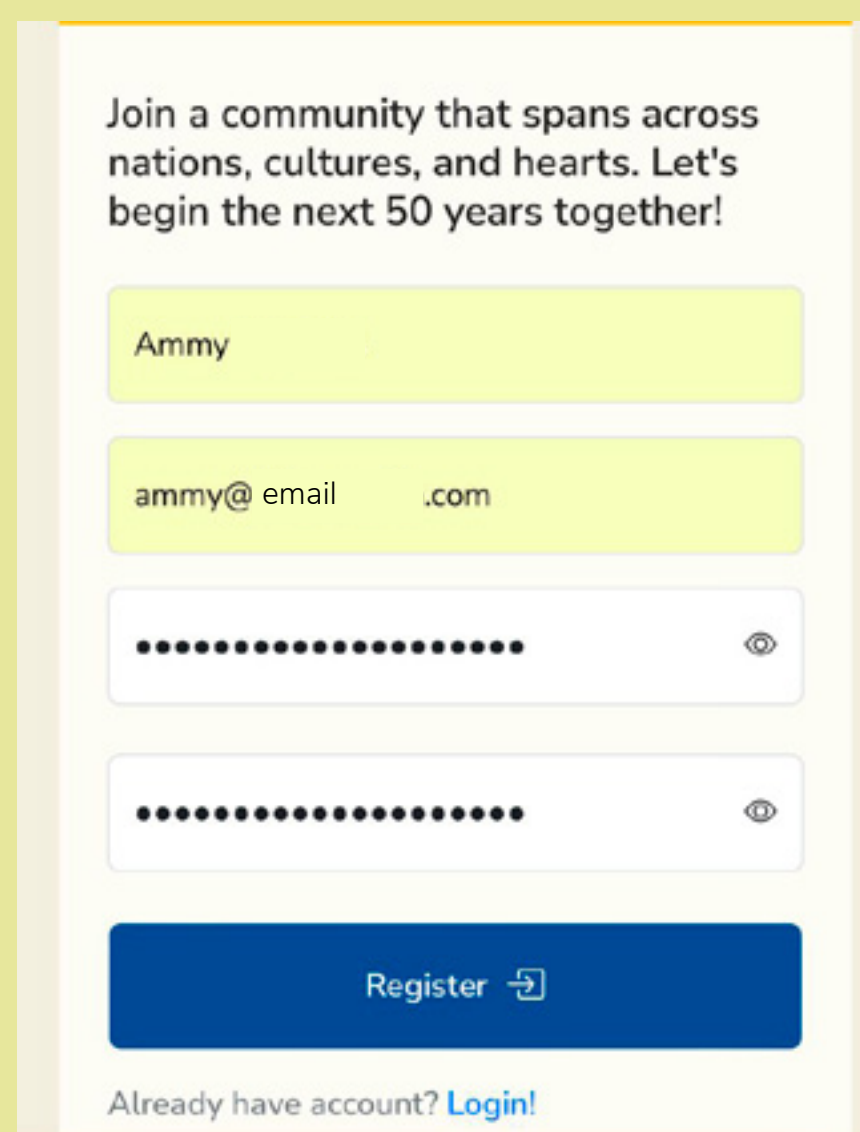 Join a community that spans across
nations, cultures, and hearts. Let's
begin the next 50 years together!
Ammy
ammy@ email .com
••••••••••••••••••••
••••••••••••••••••••
Register
Already have account? Login!